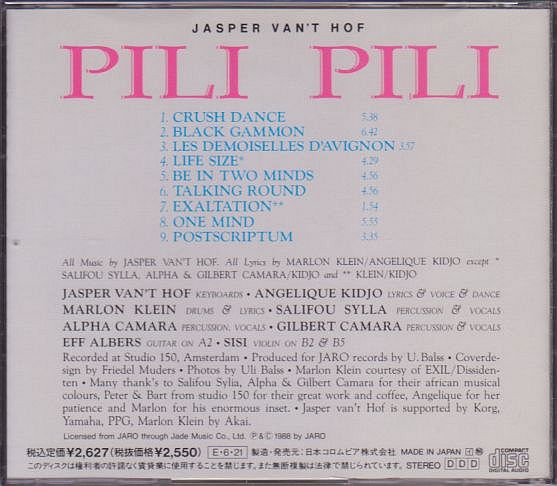 JASPER VAN'T HOF
PILI PILI
1. CRUSH DANCE 5.38
2. BLACK GAMMON 6.42
3. LES DEMOISELLES D'AVIGNON 3.57
4. LIFE SIZE* 4.29
5. BE IN TWO MINDS 4.56
6. TALKING ROUND 4.56
7. EXALTATION** 1.54
8. ONE MIND 5.55
9. POSTSCRIPTUM 3.35
All Music by JASPER VAN'T HOF. All Lyrics by MARLON KLEIN/ANGELIQUE KIDJO except *
SALIFOU SYLLA, ALPHA & GILBERT CAMARA/KIDJO and ** KLEIN/KIDJO
JASPER VAN'T HOF KEYBOARDS • ANGELIQUE KIDJO LYRICS & VOICE & DANCE
MARLON KLEIN DRUMS & LYRICS • SALIFOU SYLLA PERCUSSION & VOCALS
ALPHA CAMARA PERCUSSION, VOCALS • GILBERT CAMARA PERCUSSION & VOCALS
EFF ALBERS GUITAR ON A2 • SISI VIOLIN ON B2 & B5
Recorded at Studio 150, Amsterdam • Produced for JARO records by U. Balss • Coverde-
sign by Friedel Muders • Photos by Uli Balss • Marlon Klein courtesy of EXIL/Dissiden-
ten • Many thank's to Salifou Sylia, Alpha & Gilbert Camara for their african musical
colours, Peter & Bart from studio 150 for their great work and coffee, Angelique for
her patience and Marlon for his enormous inset. • Jasper van't Hof is supported by Korg,
Yamaha, PPG, Marlon Klein by Akai.
Licensed from JARO through Jade Music Co., Ltd. Ⓟ&© 1988 by JARO
税込定価¥2,627(税抜価格¥2,550) E・6・21 製造・発売元:日本コロムビア株式会社 MADE IN JAPAN
このディスクは権利者の許諾なく賃貸業に使用することを禁じます。また無断複製は法律で禁じられています。 STEREO DDD COMPACT disc DIGITAL AUDIO